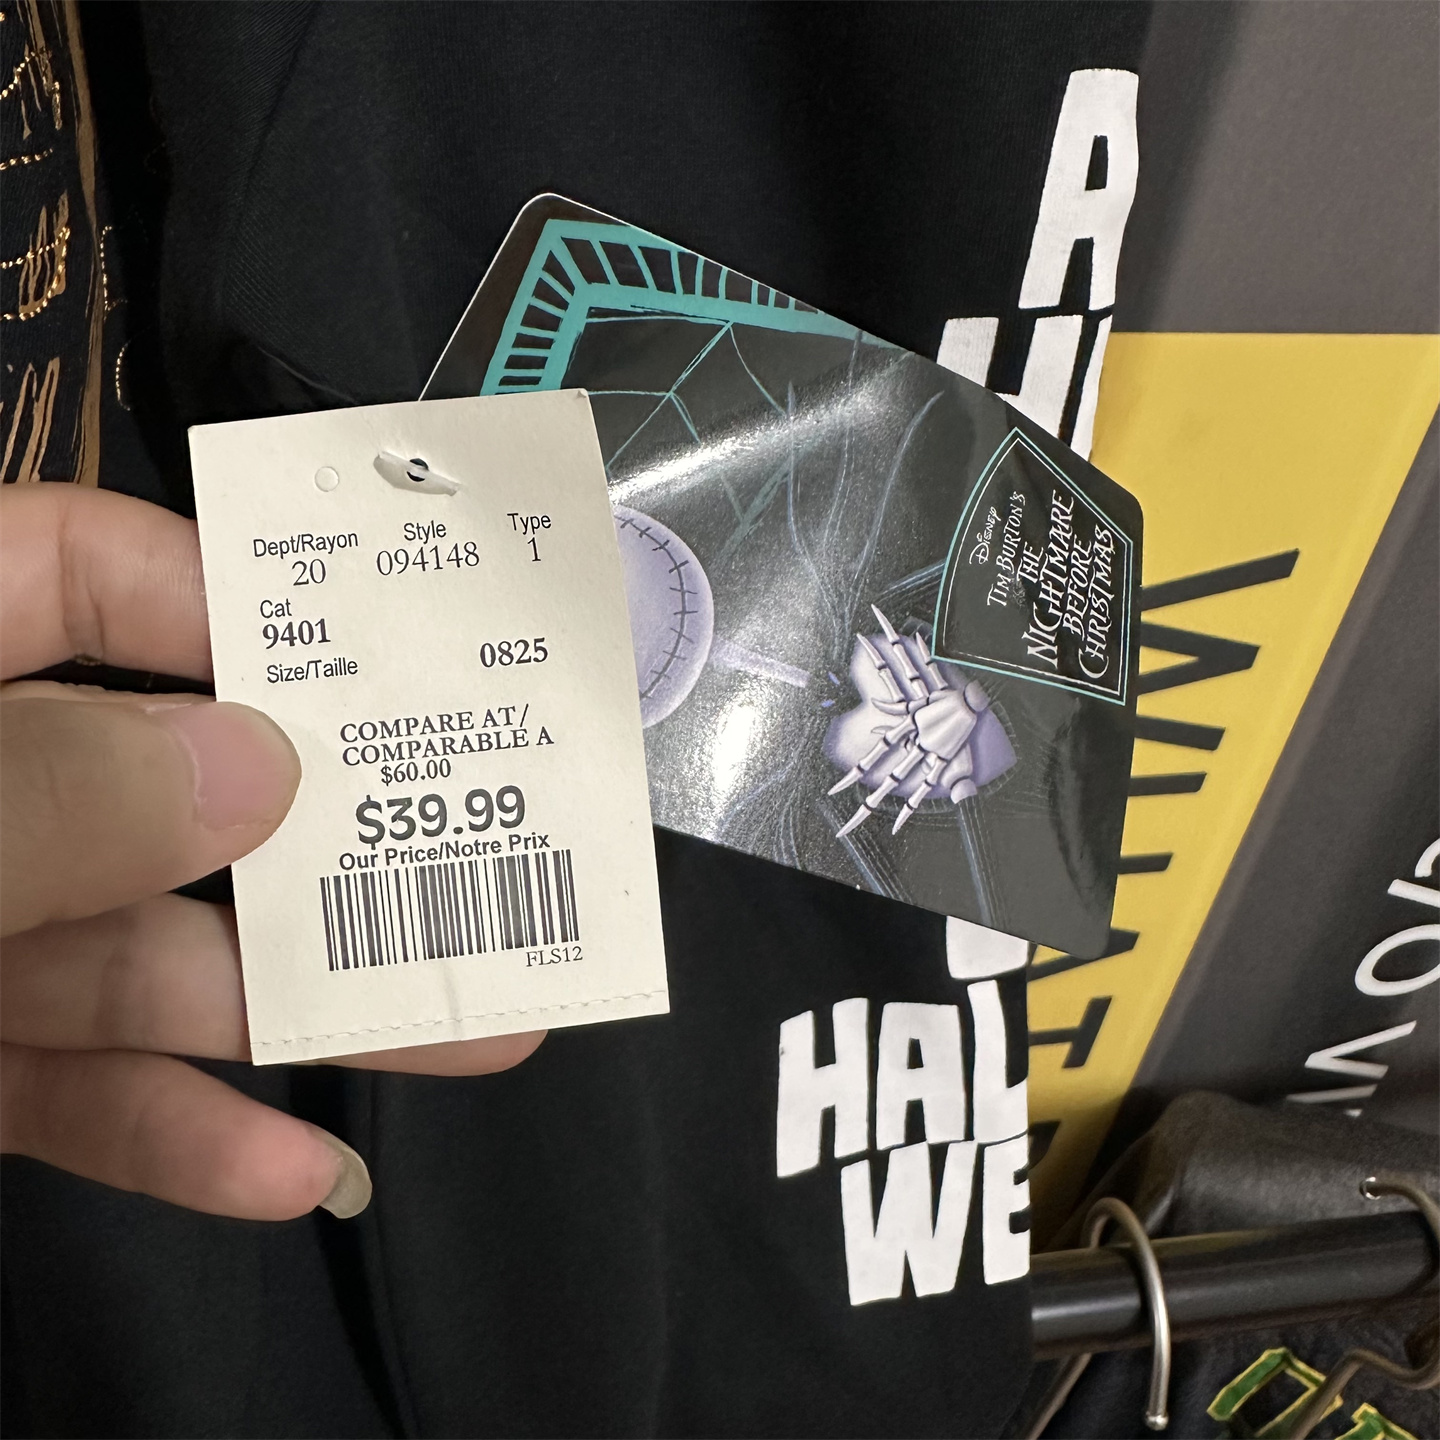 Dept/Rayon Style Type
20 094148 1
Cat
9401 0825
Size/Taille
COMPARE AT/
COMPARABLE A
$60.00
$39.99
Our Price/Notre Prix
FLS12
DISNEY
TIM BURTON'S
THE
NIGHTMARE
BEFORE
CHRISTMAS
A
HAL
WE